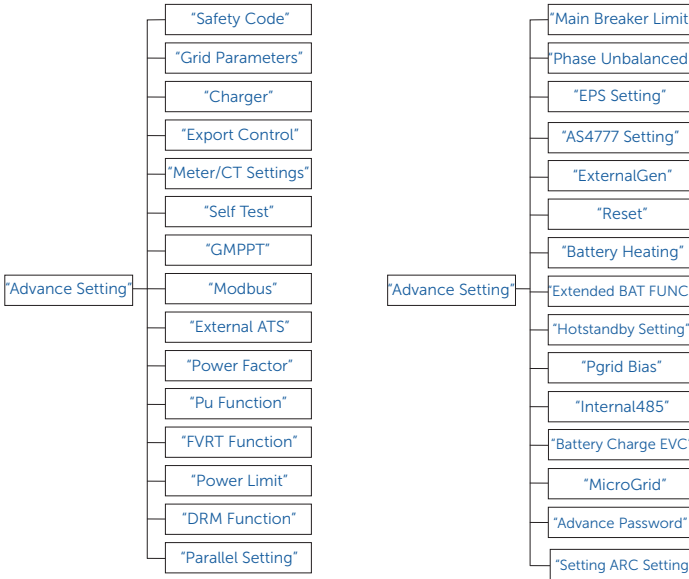 "Safety Code"
"Grid Parameters"
"Charger"
"Export Control"
"Meter/CT Settings"
"Self Test"
"GMPPT"
"Advance Setting"
"Modbus"
"External ATS"
"Power Factor"
"Pu Function"
"FVRT Function"
"Power Limit"
"DRM Function"
"Parallel Setting"
"Main Breaker Limit
"Phase Unbalanced
"EPS Setting"
"AS4777 Setting"
"ExternalGen"
"Reset"
"Battery Heating"
"Advance Setting"
"Extended BAT FUNC
"Hotstandby Setting"
"Pgrid Bias"
"Internal485"
"Battery Charge EVC"
"MicroGrid"
"Advance Password"
"Setting ARC Setting